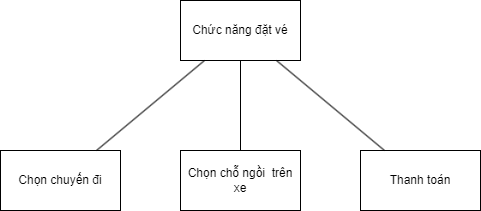 Chức năng đặt vé
Chọn chuyến đi
Chọn chỗ ngồi trên
xe
Thanh toán